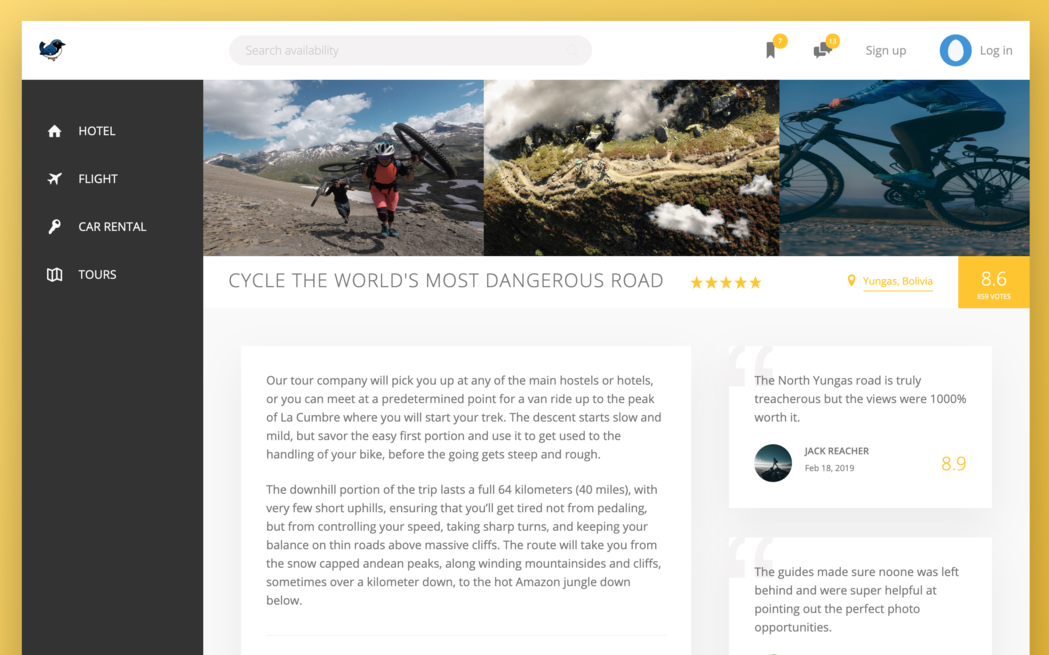 Search availability
7
13
Sign up
Log in
HOTEL
FLIGHT
CAR RENTAL
TOURS
CYCLE THE WORLD'S MOST DANGEROUS ROAD
Yungas, Bolivia
8.6
859 VOTES
Our tour company will pick you up at any of the main hostels or hotels,
or you can meet at a predetermined point for a van ride up to the peak
of La Cumbre where you will start your trek. The descent starts slow and
mild, but savor the easy first portion and use it to get used to the
handling of your bike, before the going gets steep and rough.
The downhill portion of the trip lasts a full 64 kilometers (40 miles), with
very few short uphills, ensuring that you'll get tired not from pedaling,
but from controlling your speed, taking sharp turns, and keeping your
balance on thin roads above massive cliffs. The route will take you from
the snow capped andean peaks, along winding mountainsides and cliffs,
sometimes over a kilometer down, to the hot Amazon jungle down
below.
The North Yungas road is truly
treacherous but the views were 1000%
worth it.
JACK REACHER
Feb 18, 2019
8.9
The guides made sure noone was left
behind and were super helpful at
pointing out the perfect photo
opportunities.